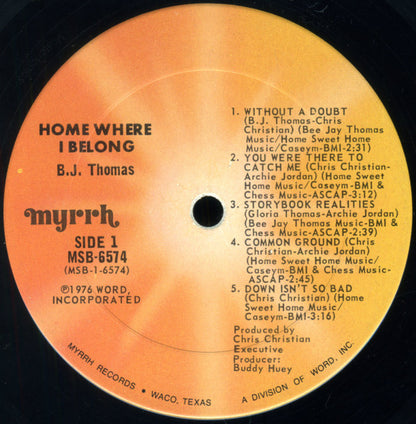 HOME WHERE
I BELONG
B.J. Thomas
myrrh
SIDE 1
MSB-6574
(MSB-1-6574)
℗1976 WORD,
INCORPORATED
1. WITHOUT A DOUBT
(B.J. Thomas-Chris
Christian) (Bee Jay Thomas
Music/Home Sweet Home
Music/Caseym-BMI-2:31)
2. YOU WERE THERE TO
CATCH ME (Chris Christian-
Archie Jordan) (Home Sweet
Home Music/Caseym-BMI &
Chess Music-ASCAP-3:12)
3. STORYBOOK REALITIES
(Gloria Thomas-Archie Jordan)
(Bee Jay Thomas Music-BMI &
Chess Music-ASCAP-2:39)
4. COMMON GROUND (Chris
Christian-Archie Jordan)
(Home Sweet Home Music/
Caseym-BMI & Chess Music-
ASCAP-2:45)
5. DOWN ISN'T SO BAD
(Chris Christian) (Home
Sweet Home Music/
Caseym-BMI-3:16)
Produced by
Chris Christian
Executive
Producer:
Buddy Huey
MYRRH RECORDS • WACO, TEXAS A DIVISION OF WORD, INC.